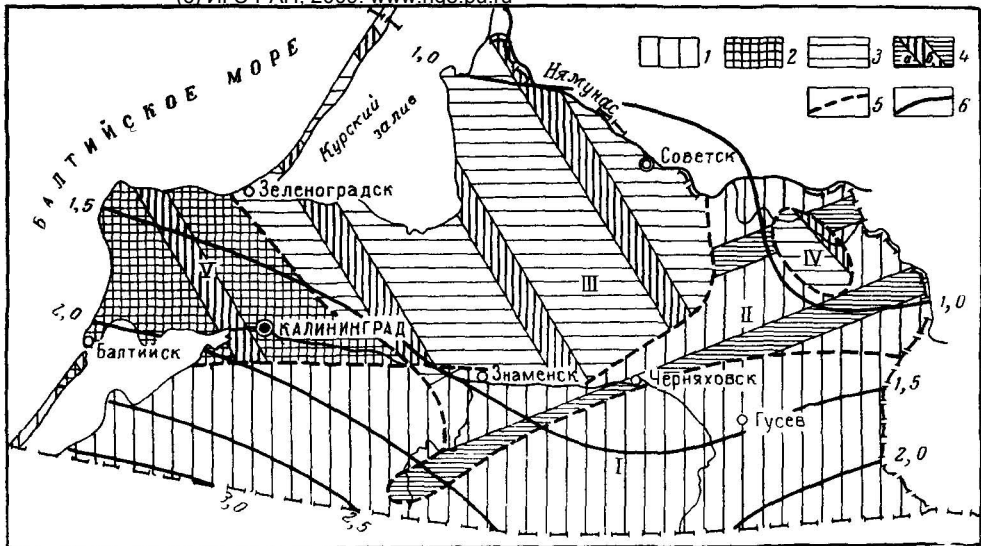 БАЛТИЙСКОЕ МОРЕ
Курский
залив
Нямунас
Советск
Зеленоградск
КАЛИНИНГРАД
Балтийск
Знаменск
Черняховск
Гусев
1
2
3
а
б
4
5
6
1,0
1,5
2,0
3,0
2,5
1,0
1,5
2,0
I
II
III
IV
V